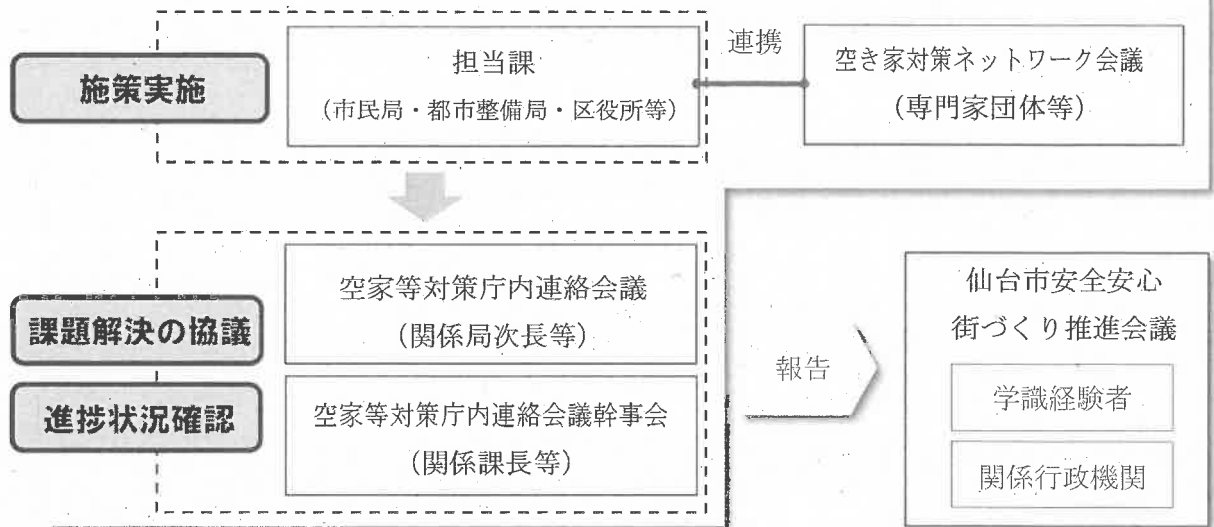 施策実施
担当課
(市民局・都市整備局・区役所等)
連携
空き家対策ネットワーク会議
(専門家団体等)
課題解決の協議
進捗状況確認
空家等対策庁内連絡会議
(関係局次長等)
空家等対策庁内連絡会議幹事会
(関係課長等)
報告
仙台市安全安心
街づくり推進会議
学識経験者
関係行政機関